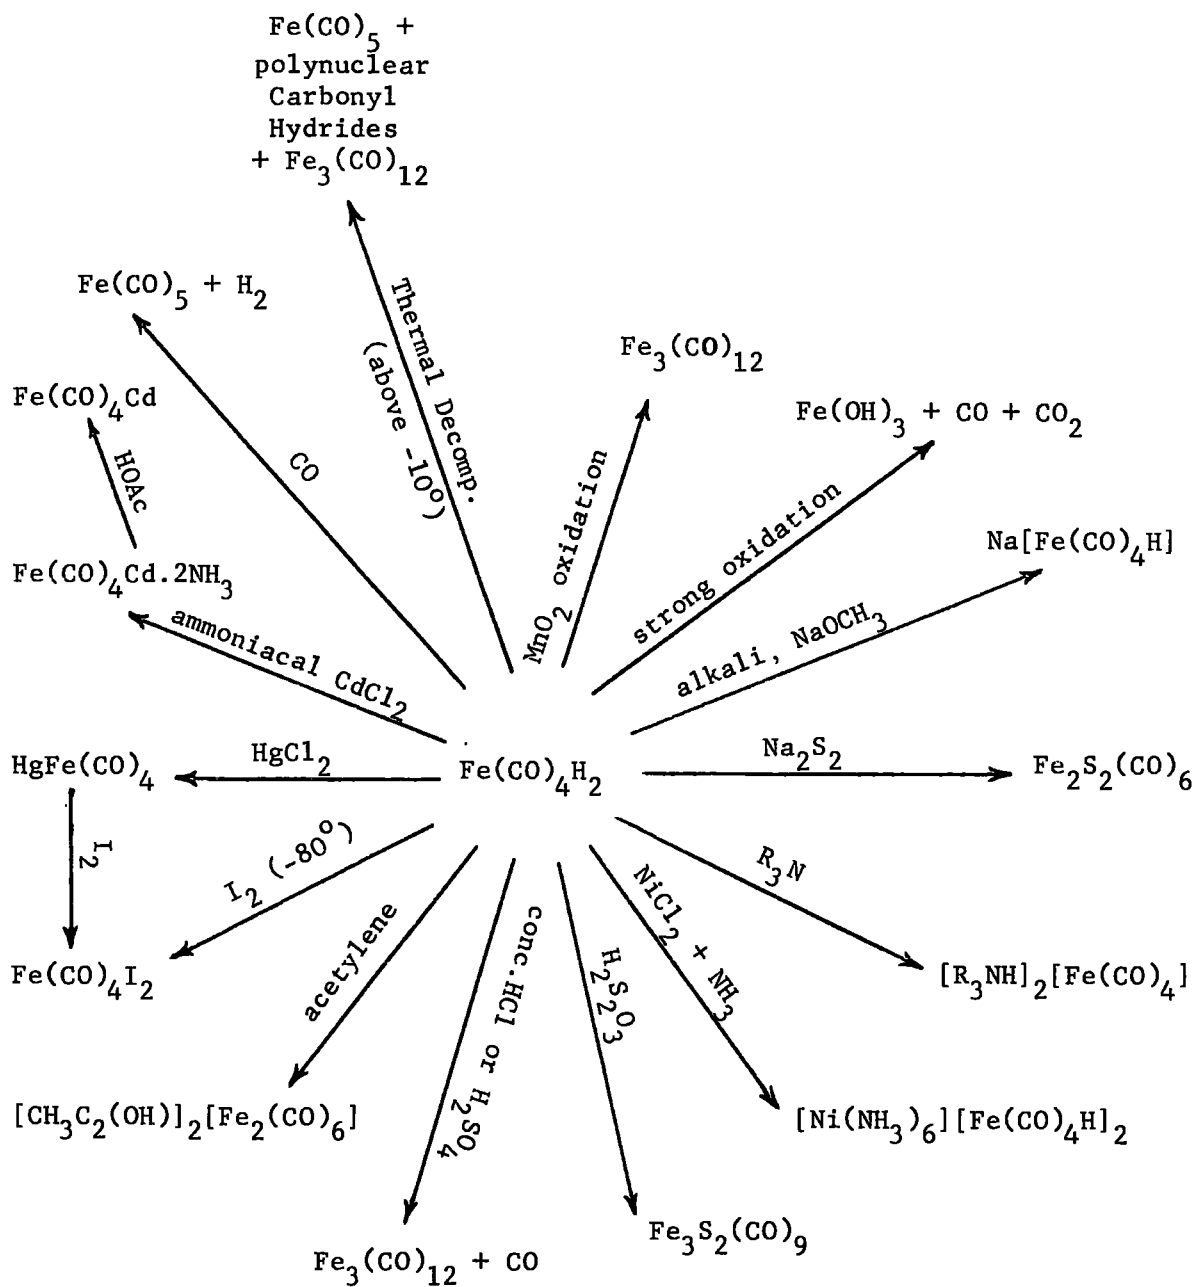 Fe(CO)₅ +
polynuclear
Carbonyl
Hydrides
+ Fe₃(CO)₁₂
Fe(CO)₅ + H₂
Thermal Decomp.
(above -10°)
Fe₃(CO)₁₂
Fe(CO)₄Cd
Fe(OH)₃ + CO + CO₂
HOAc
CO
MnO₂ oxidation
strong oxidation
Na[Fe(CO)₄H]
Fe(CO)₄Cd.2NH₃
ammoniacal CdCl₂
alkali, NaOCH₃
HgFe(CO)₄
HgCl₂
Fe(CO)₄H₂
Na₂S₂
Fe₂S₂(CO)₆
I₂
I₂ (-80°)
R₃N
Fe(CO)₄I₂
acetylene
conc.HCl or H₂SO₄
H₂S₂O₃
NiCl₂ + NH₃
[R₃NH]₂[Fe(CO)₄]
[CH₃C₂(OH)]₂[Fe₂(CO)₆]
[Ni(NH₃)₆][Fe(CO)₄H]₂
Fe₃(CO)₁₂ + CO
Fe₃S₂(CO)₉